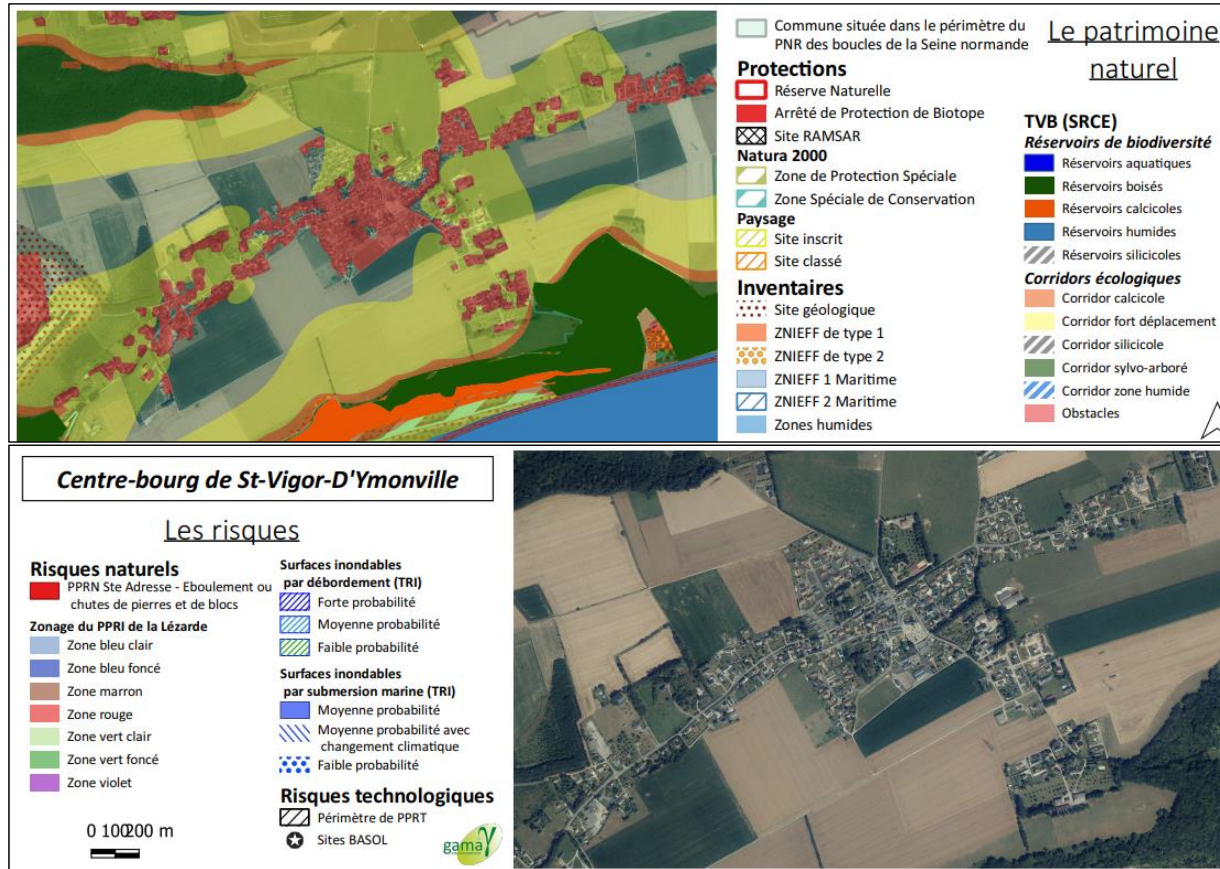 Commune située dans le périmètre du
PNR des boucles de la Seine normande
Protections
Réserve Naturelle
Arrêté de Protection de Biotope
Site RAMSAR
Natura 2000
Zone de Protection Spéciale
Zone Spéciale de Conservation
Paysage
Site inscrit
Site classé
Inventaires
Site géologique
ZNIEFF de type 1
ZNIEFF de type 2
ZNIEFF 1 Maritime
ZNIEFF 2 Maritime
Zones humides
Le patrimoine
naturel
TVB (SRCE)
Réservoirs de biodiversité
Réservoirs aquatiques
Réservoirs boisés
Réservoirs calcicoles
Réservoirs humides
Réservoirs silicicoles
Corridors écologiques
Corridor calcicole
Corridor fort déplacement
Corridor silicicole
Corridor sylvo-arboré
Corridor zone humide
Obstacles
Centre-bourg de St-Vigor-D'Ymonville
Les risques
Risques naturels
PPRN Ste Adresse - Eboulement ou
chutes de pierres et de blocs
Zonage du PPRI de la Lézarde
Zone bleu clair
Zone bleu foncé
Zone marron
Zone rouge
Zone vert clair
Zone vert foncé
Zone violet
0 100200 m
Surfaces inondables
par débordement (TRI)
Forte probabilité
Moyenne probabilité
Faible probabilité
Surfaces inondables
par submersion marine (TRI)
Moyenne probabilité
Moyenne probabilité avec
changement climatique
Faible probabilité
Risques technologiques
Périmètre de PPRT
Sites BASOL
gama